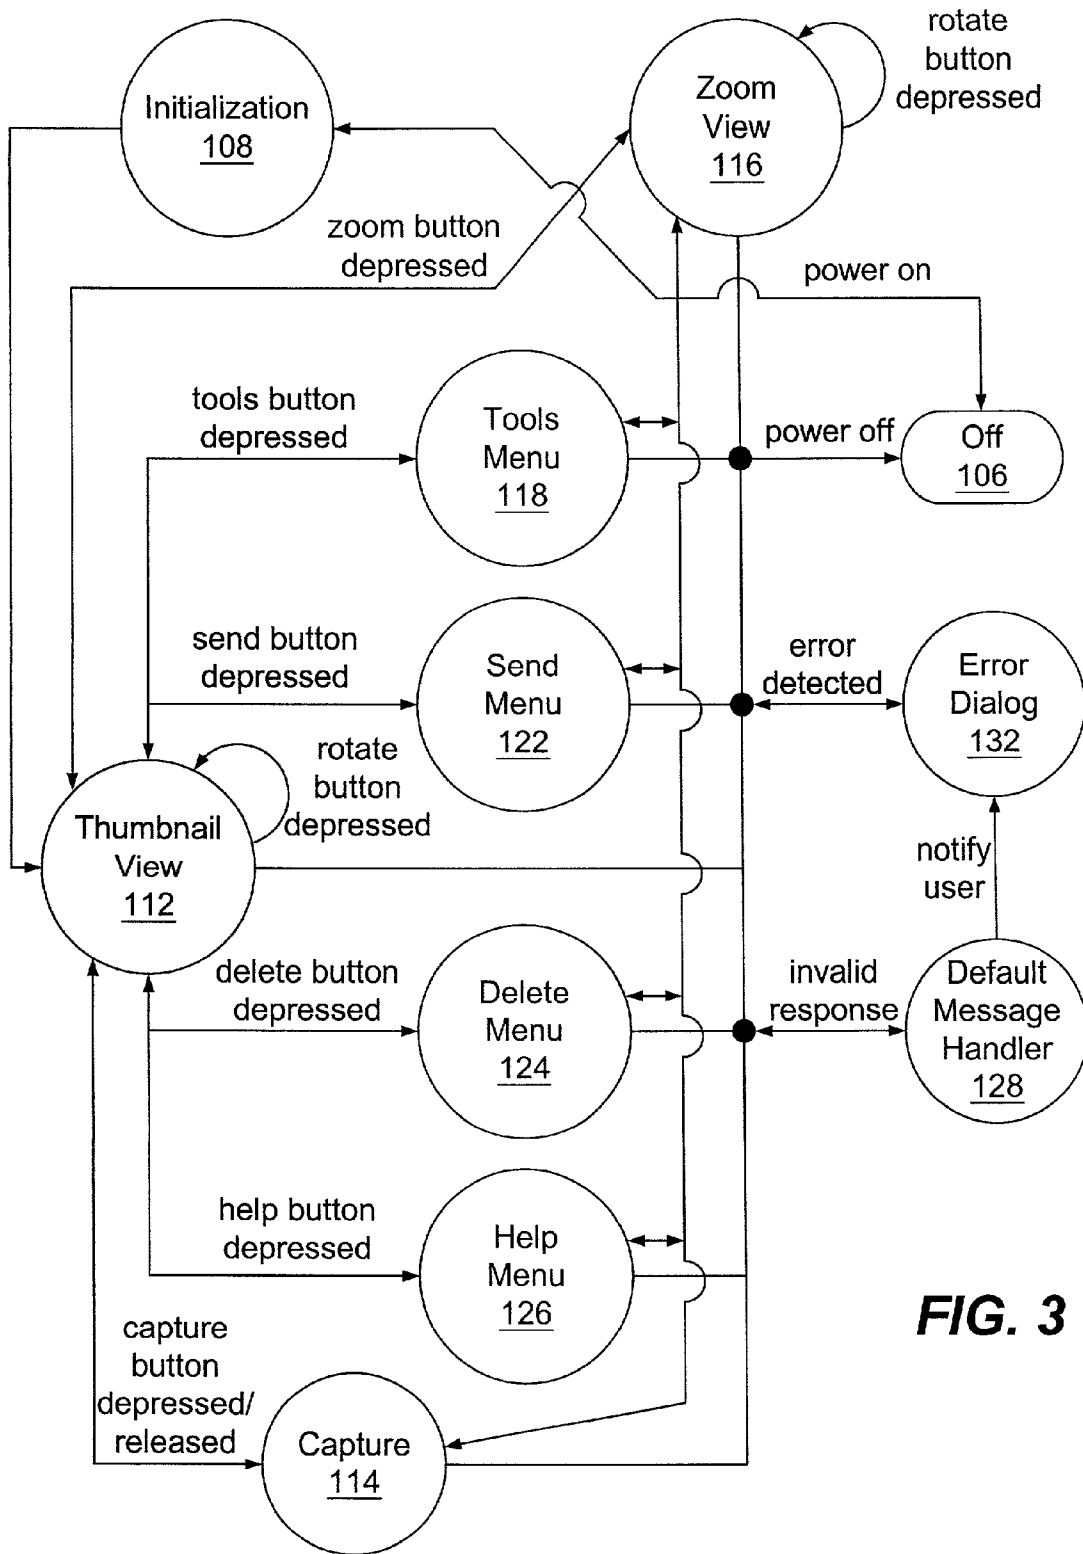 Initialization
108
Zoom
View
116
rotate
button
depressed
zoom button
depressed
power on
tools button
depressed
Tools
Menu
118
power off
Off
106
send button
depressed
Send
Menu
122
error
detected
Error
Dialog
132
rotate
button
depressed
Thumbnail
View
112
notify
user
delete button
depressed
Delete
Menu
124
invalid
response
Default
Message
Handler
128
help button
depressed
Help
Menu
126
FIG. 3
capture
button
depressed/
released
Capture
114